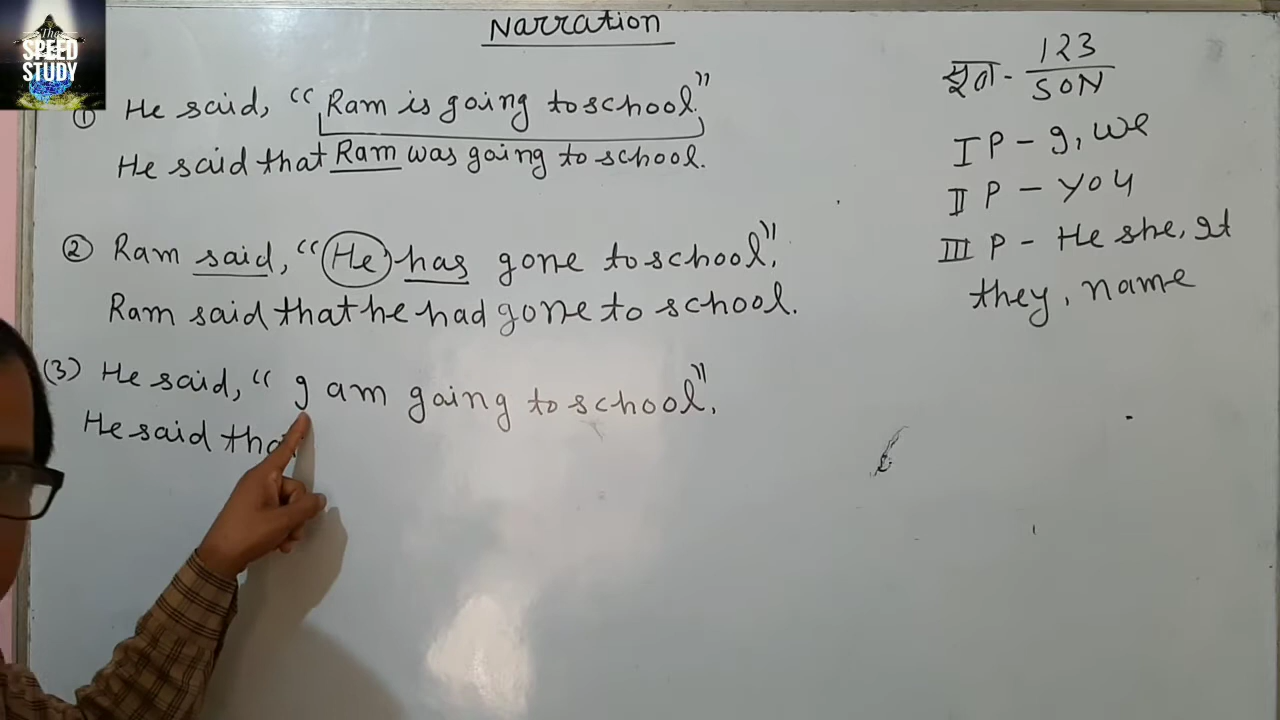 The
SPEED
STUDY
Narration
① He said, “Ram is going to school.”
He said that Ram was going to school.
② Ram said, “He has gone to school”.
Ram said that he had gone to school.
(3) He said, “I am going to school”.
He said that
सूत्र - 123
SON
I P - I, we
II P - you
III P - He she, It
they, name